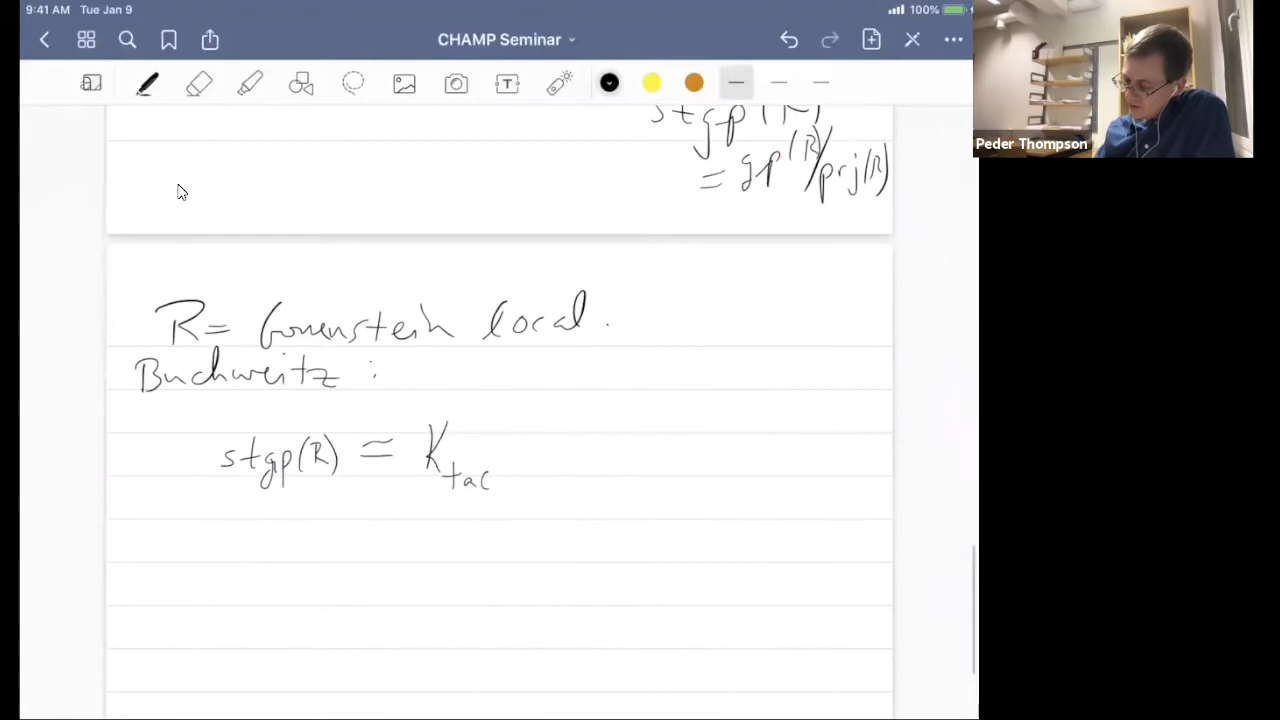 9:41 AM Tue Jan 9
100%
CHAMP Seminar
T
Peder Thompson
stgp(R)
= gp(R)/prj(R)
R = Gorenstein local.
Buchweitz :
stgp(R) ≃ K_tac